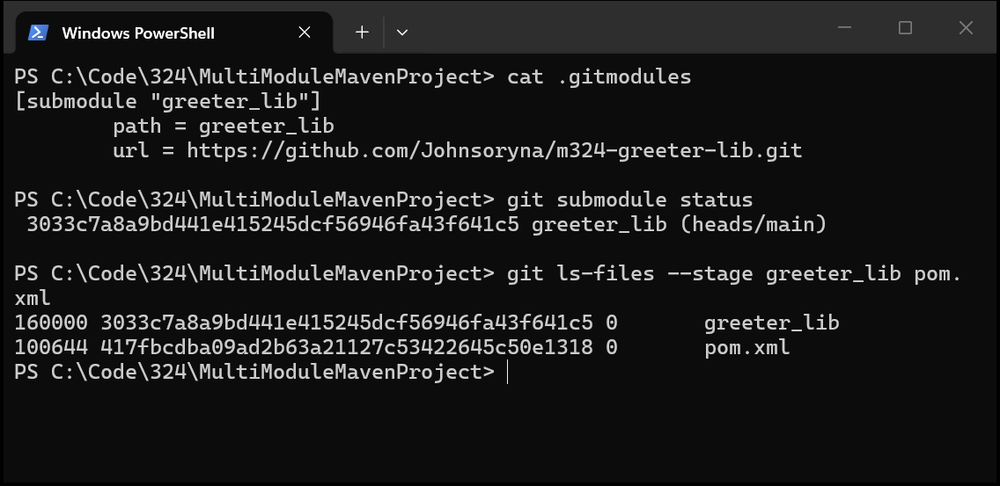 Windows PowerShell
PS C:\Code\324\MultiModuleMavenProject> cat .gitmodules
[submodule "greeter_lib"]
        path = greeter_lib
        url = https://github.com/Johnsoryna/m324-greeter-lib.git
PS C:\Code\324\MultiModuleMavenProject> git submodule status
 3033c7a8a9bd441e415245dcf56946fa43f641c5 greeter_lib (heads/main)
PS C:\Code\324\MultiModuleMavenProject> git ls-files --stage greeter_lib pom.
xml
160000 3033c7a8a9bd441e415245dcf56946fa43f641c5 0       greeter_lib
100644 417fbcdba09ad2b63a21127c53422645c50e1318 0       pom.xml
PS C:\Code\324\MultiModuleMavenProject>